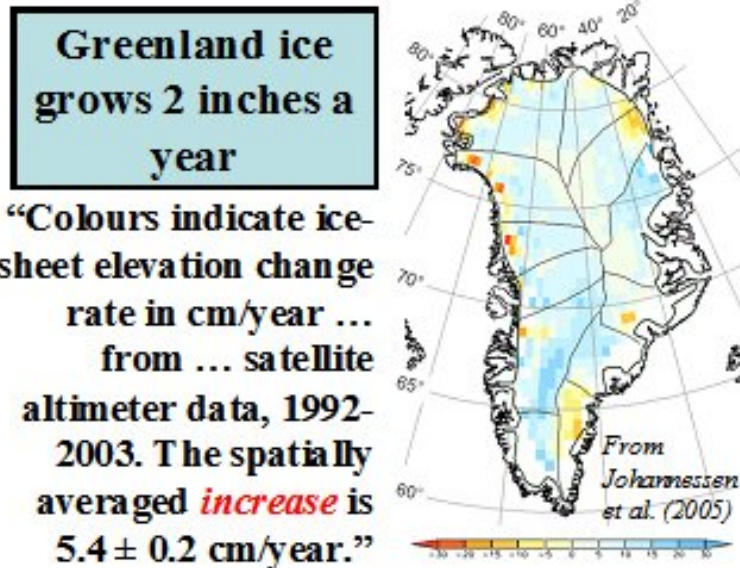 Greenland ice
grows 2 inches a
year
“Colours indicate ice-
sheet elevation change
rate in cm/year …
from … satellite
altimeter data, 1992-
2003. The spatially
averaged increase is
5.4 ± 0.2 cm/year.”
80° 80° 60° 40° 20°
75°
70°
65°
60°
From
Johannessen
et al. (2005)